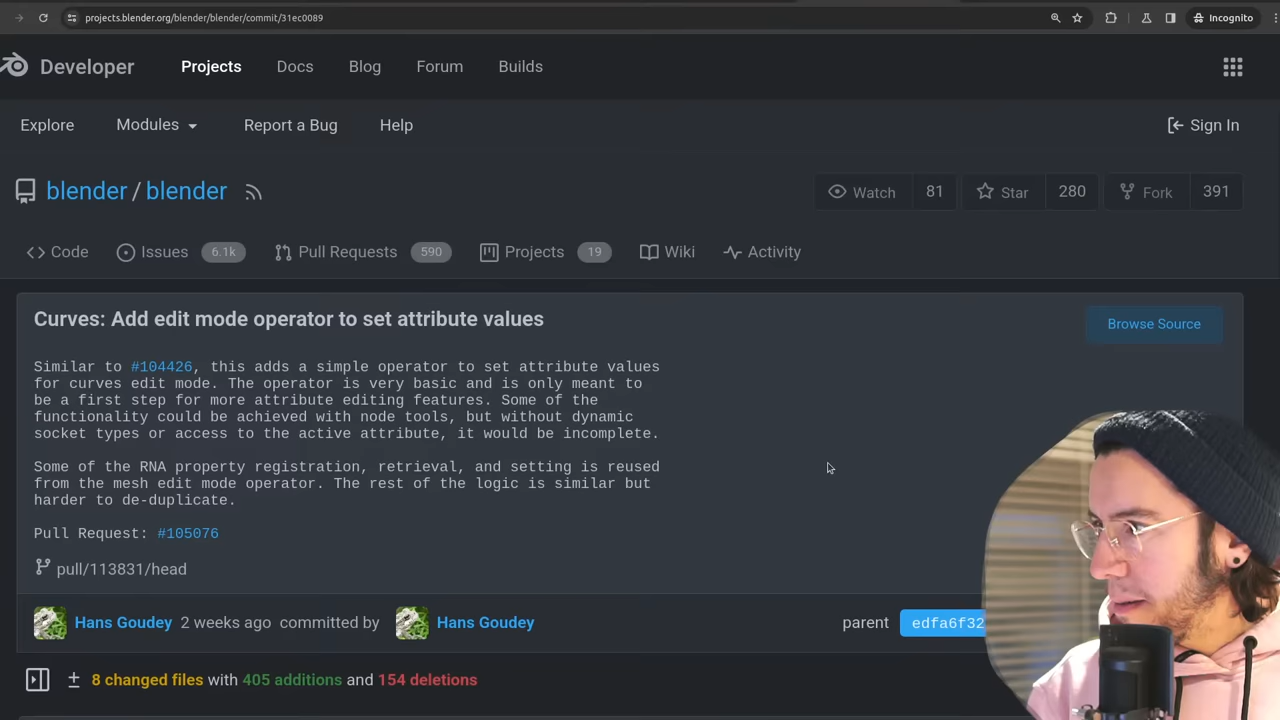 projects.blender.org/blender/blender/commit/31ec0089
Incognito
Developer Projects Docs Blog Forum Builds
Explore Modules Report a Bug Help Sign In
blender / blender Watch 81 Star 280 Fork 391
Code Issues 6.1k Pull Requests 590 Projects 19 Wiki Activity
Curves: Add edit mode operator to set attribute values
Browse Source
Similar to #104426, this adds a simple operator to set attribute values
for curves edit mode. The operator is very basic and is only meant to
be a first step for more attribute editing features. Some of the
functionality could be achieved with node tools, but without dynamic
socket types or access to the active attribute, it would be incomplete.
Some of the RNA property registration, retrieval, and setting is reused
from the mesh edit mode operator. The rest of the logic is similar but
harder to de-duplicate.
Pull Request: #105076
pull/113831/head
Hans Goudey 2 weeks ago committed by Hans Goudey parent edfa6f32
8 changed files with 405 additions and 154 deletions